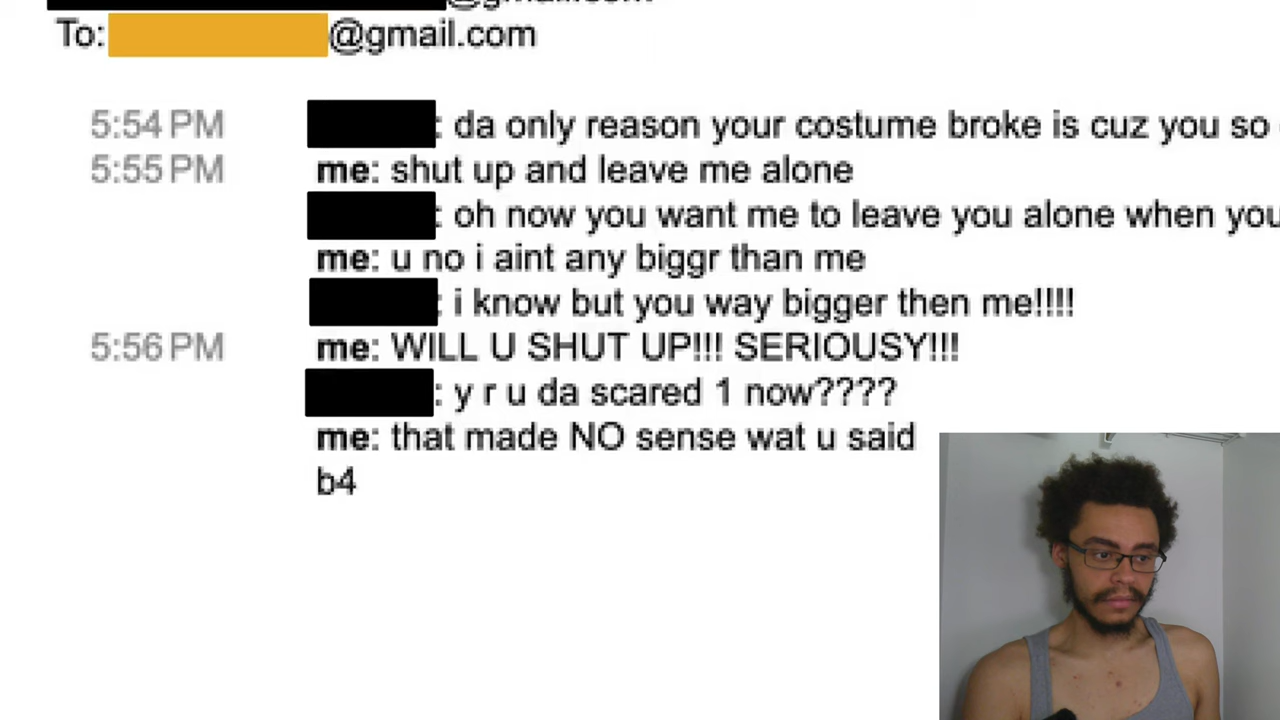 @gmail.com
To: @gmail.com
5:54 PM : da only reason your costume broke is cuz you so
5:55 PM me: shut up and leave me alone
: oh now you want me to leave you alone when you
me: u no i aint any biggr than me
: i know but you way bigger then me!!!!
5:56 PM me: WILL U SHUT UP!!! SERIOUSY!!!
: y r u da scared 1 now????
me: that made NO sense wat u said
b4